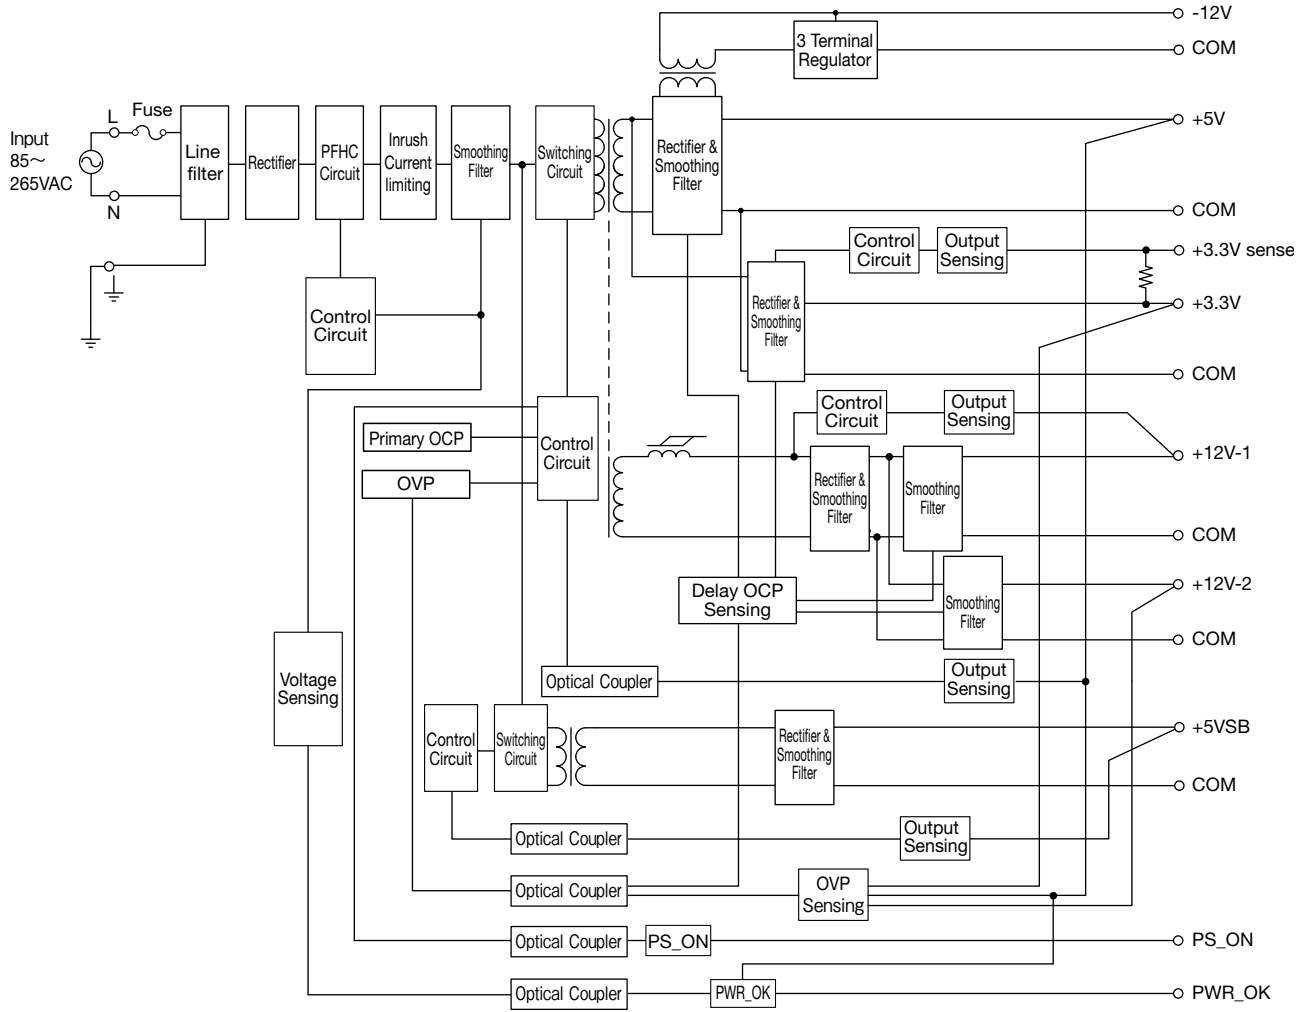 -12V
3 Terminal
Regulator
COM
L
Fuse
Input
85～
265VAC
N
Line
filter
Rectifier
PFHC
Circuit
Inrush
Current
limiting
Smoothing
Filter
Switching
Circuit
Rectifier &
Smoothing
Filter
+5V
COM
Control
Circuit
Output
Sensing
+3.3V sense
Rectifier &
Smoothing
Filter
+3.3V
Control
Circuit
COM
Control
Circuit
Output
Sensing
Primary OCP
Control
Circuit
OVP
+12V-1
Rectifier &
Smoothing
Filter
Smoothing
Filter
COM
Delay OCP
Sensing
Smoothing
Filter
+12V-2
COM
Voltage
Sensing
Optical Coupler
Output
Sensing
Control
Circuit
Switching
Circuit
Rectifier &
Smoothing
Filter
+5VSB
COM
Optical Coupler
Output
Sensing
Optical Coupler
OVP
Sensing
Optical Coupler
PS_ON
PS_ON
Optical Coupler
PWR_OK
PWR_OK